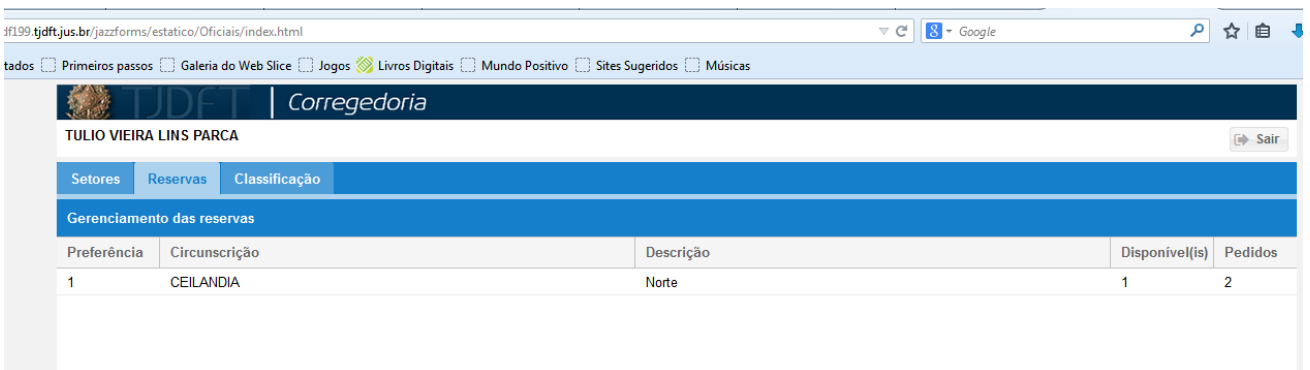 df199.tjdft.jus.br/jazzforms/estatico/Oficiais/index.html Google
tados Primeiros passos Galeria do Web Slice Jogos Livros Digitais Mundo Positivo Sites Sugeridos Músicas
TJDFT | Corregedoria
TULIO VIEIRA LINS PARCA Sair
Setores Reservas Classificação
Gerenciamento das reservas
Preferência Circunscrição Descrição Disponível(is) Pedidos
1 CEILANDIA Norte 1 2